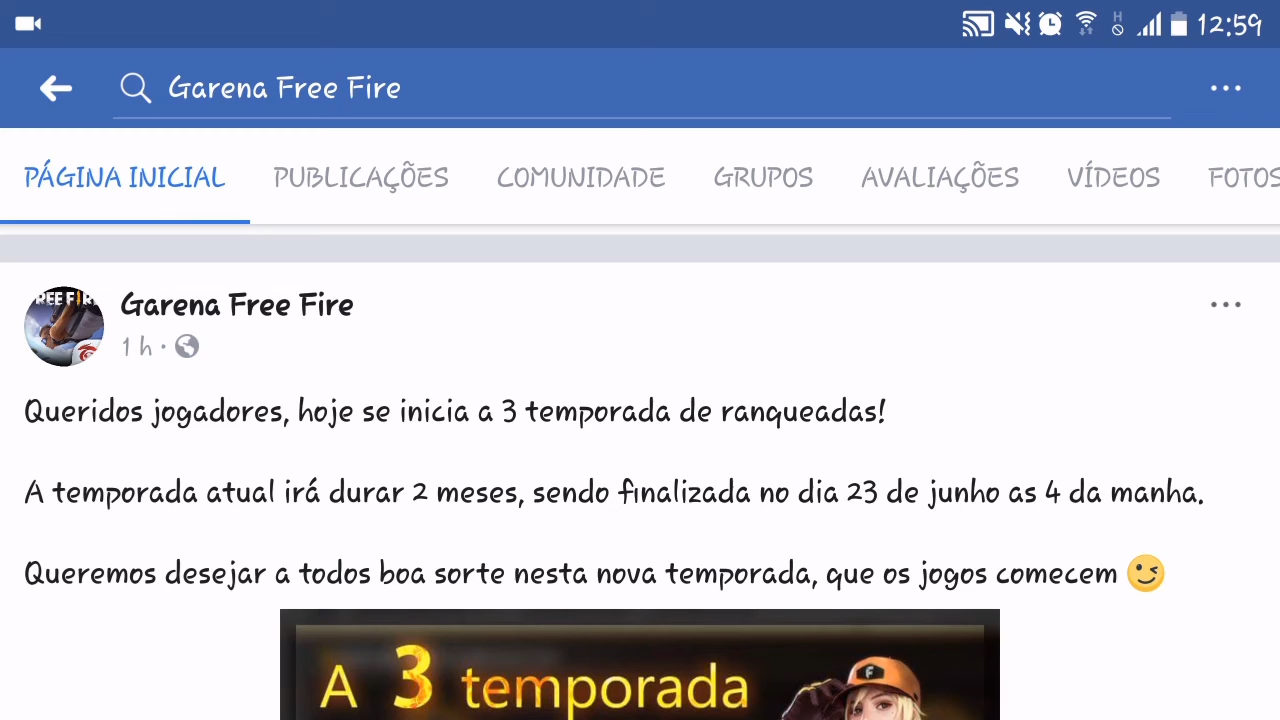 12:59
Garena Free Fire
PÁGINA INICIAL PUBLICAÇÕES COMUNIDADE GRUPOS AVALIAÇÕES VÍDEOS FOTOS
Garena Free Fire
1 h
Queridos jogadores, hoje se inicia a 3 temporada de ranqueadas!
A temporada atual irá durar 2 meses, sendo finalizada no dia 23 de junho as 4 da manha.
Queremos desejar a todos boa sorte nesta nova temporada, que os jogos comecem 😉
A 3 temporada